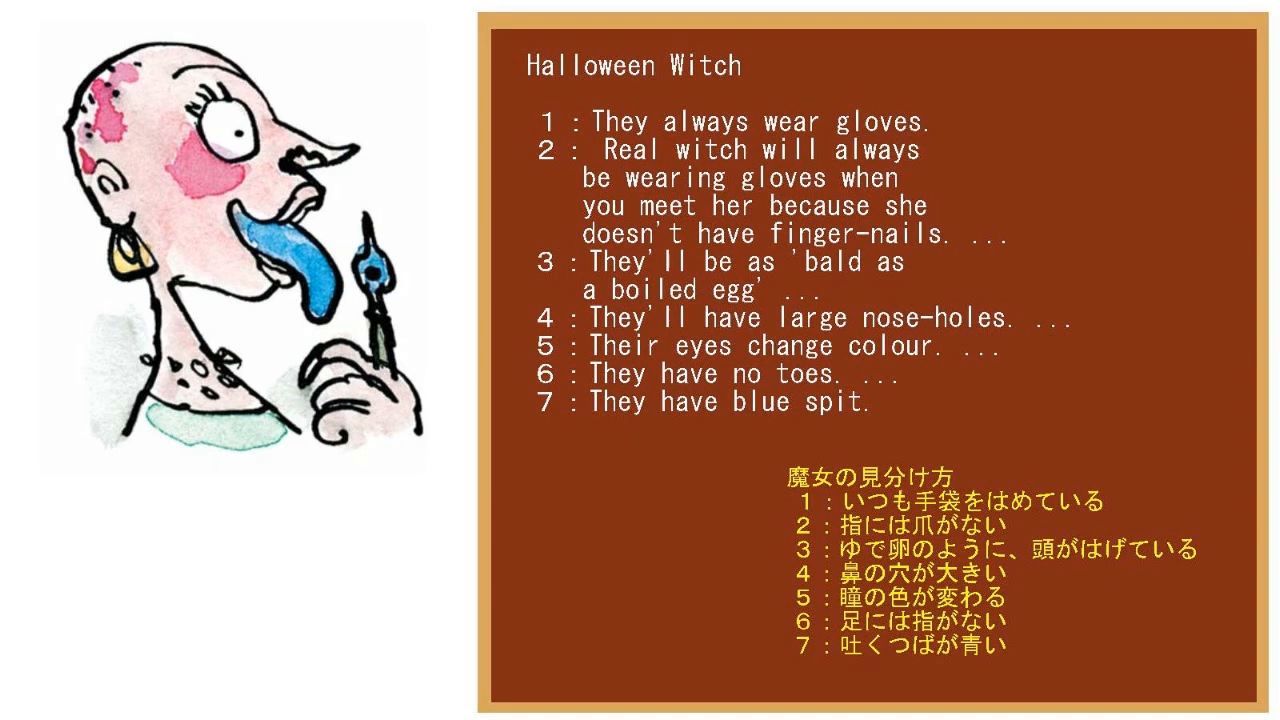 Halloween Witch
1 : They always wear gloves.
2 : Real witch will always
be wearing gloves when
you meet her because she
doesn't have finger-nails. ...
3 : They'll be as 'bald as
a boiled egg' ...
4 : They'll have large nose-holes. ...
5 : Their eyes change colour. ...
6 : They have no toes. ...
7 : They have blue spit.
魔女の見分け方
1 : いつも手袋をはめている
2 : 指には爪がない
3 : ゆで卵のように、頭がはげている
4 : 鼻の穴が大きい
5 : 瞳の色が変わる
6 : 足には指がない
7 : 吐くつばが青い